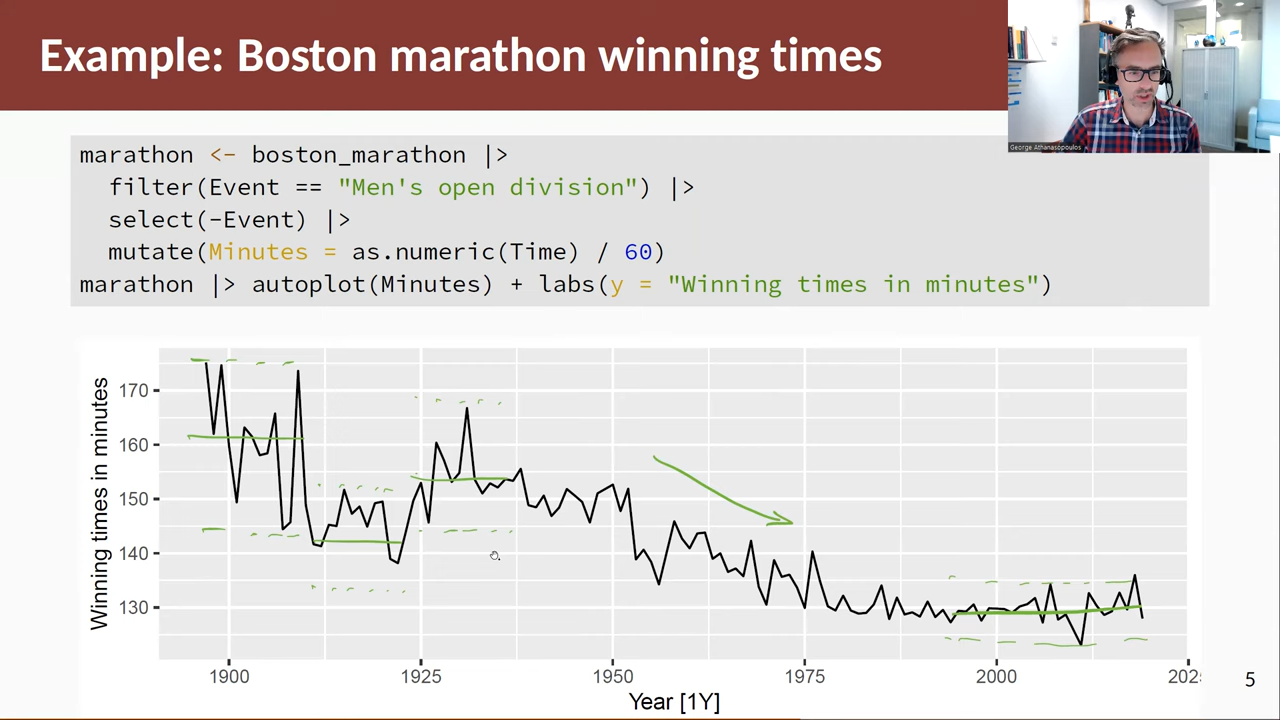 Example: Boston marathon winning times
George Athanasopoulos
marathon <- boston_marathon |>
filter(Event == "Men's open division") |>
select(-Event) |>
mutate(Minutes = as.numeric(Time) / 60)
marathon |> autoplot(Minutes) + labs(y = "Winning times in minutes")
Winning times in minutes
170
160
150
140
130
1900
1925
1950
1975
2000
202
Year [1Y]
5